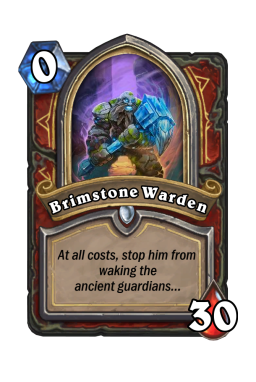 0
Brimstone Warden
At all costs, stop him from
waking the
ancient guardians...
30